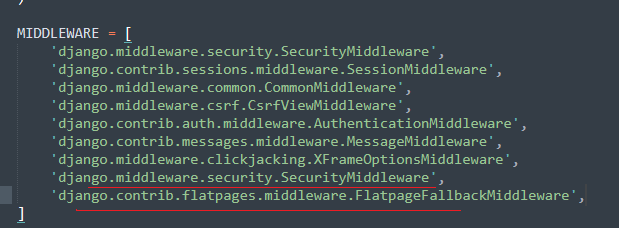 MIDDLEWARE = [
'django.middleware.security.SecurityMiddleware',
'django.contrib.sessions.middleware.SessionMiddleware',
'django.middleware.common.CommonMiddleware',
'django.middleware.csrf.CsrfViewMiddleware',
'django.contrib.auth.middleware.AuthenticationMiddleware',
'django.contrib.messages.middleware.MessageMiddleware',
'django.middleware.clickjacking.XFrameOptionsMiddleware',
'django.middleware.security.SecurityMiddleware',
'django.contrib.flatpages.middleware.FlatpageFallbackMiddleware',
]